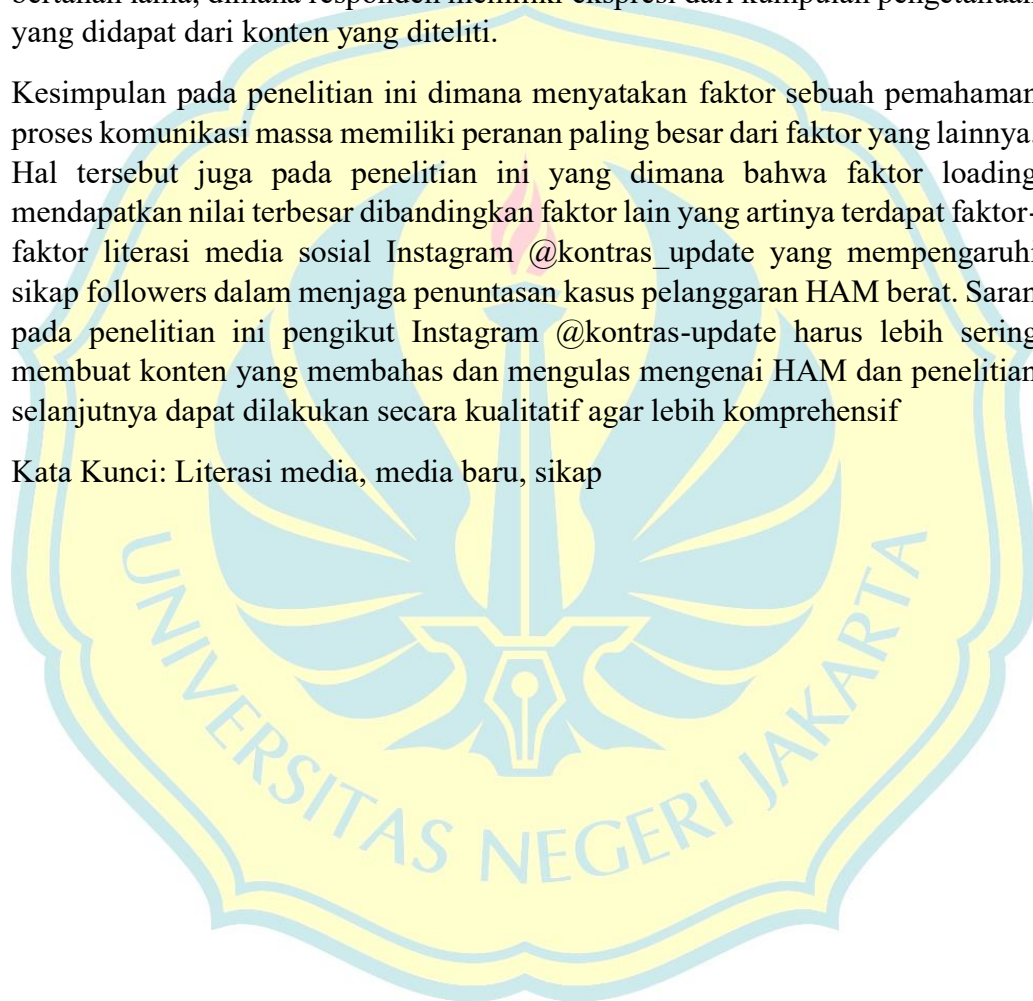 bertahan lama, dimana responden memiliki ekspresi dari kumpulan pengetahuan
yang didapat dari konten yang diteliti.
Kesimpulan pada penelitian ini dimana menyatakan faktor sebuah pemahaman
proses komunikasi massa memiliki peranan paling besar dari faktor yang lainnya.
Hal tersebut juga pada penelitian ini yang dimana bahwa faktor loading
mendapatkan nilai terbesar dibandingkan faktor lain yang artinya terdapat faktor-
faktor literasi media sosial Instagram @kontras_update yang mempengaruhi
sikap followers dalam menjaga penuntasan kasus pelanggaran HAM berat. Saran
pada penelitian ini pengikut Instagram @kontras-update harus lebih sering
membuat konten yang membahas dan mengulas mengenai HAM dan penelitian
selanjutnya dapat dilakukan secara kualitatif agar lebih komprehensif
Kata Kunci: Literasi media, media baru, sikap
UNIVERSITAS NEGERI JAKARTA